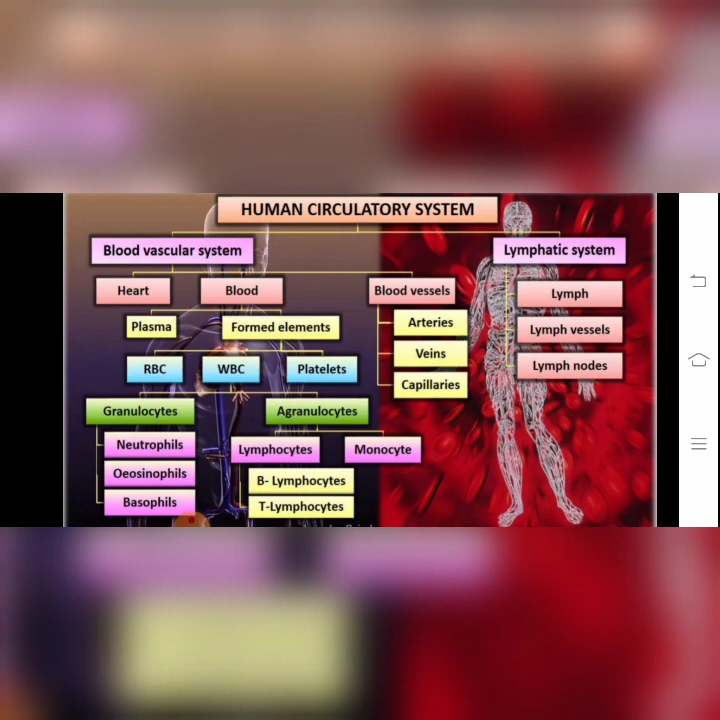 HUMAN CIRCULATORY SYSTEM
Blood vascular system
Lymphatic system
Heart
Blood
Blood vessels
Lymph
Plasma
Formed elements
Arteries
Lymph vessels
Veins
RBC
WBC
Platelets
Lymph nodes
Capillaries
Granulocytes
Agranulocytes
Neutrophils
Lymphocytes
Monocyte
Oeosinophils
B- Lymphocytes
Basophils
T-Lymphocytes